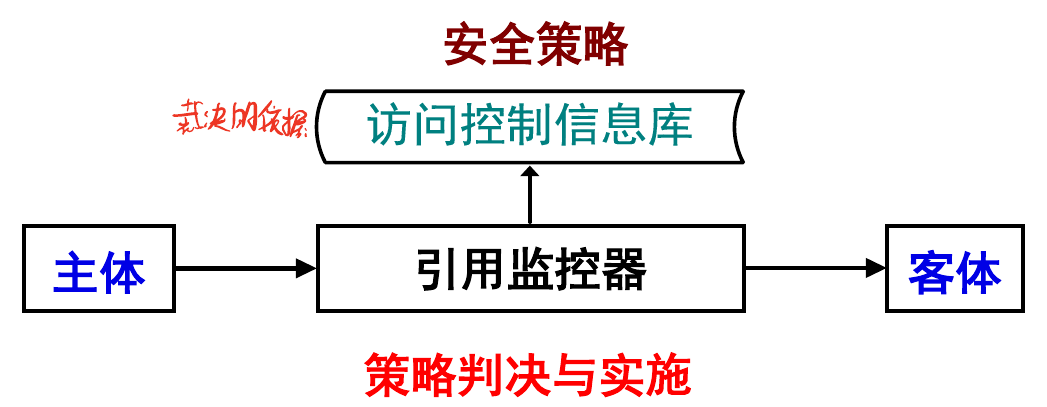 安全策略
裁决的依据
访问控制信息库
主体
引用监控器
客体
策略判决与实施